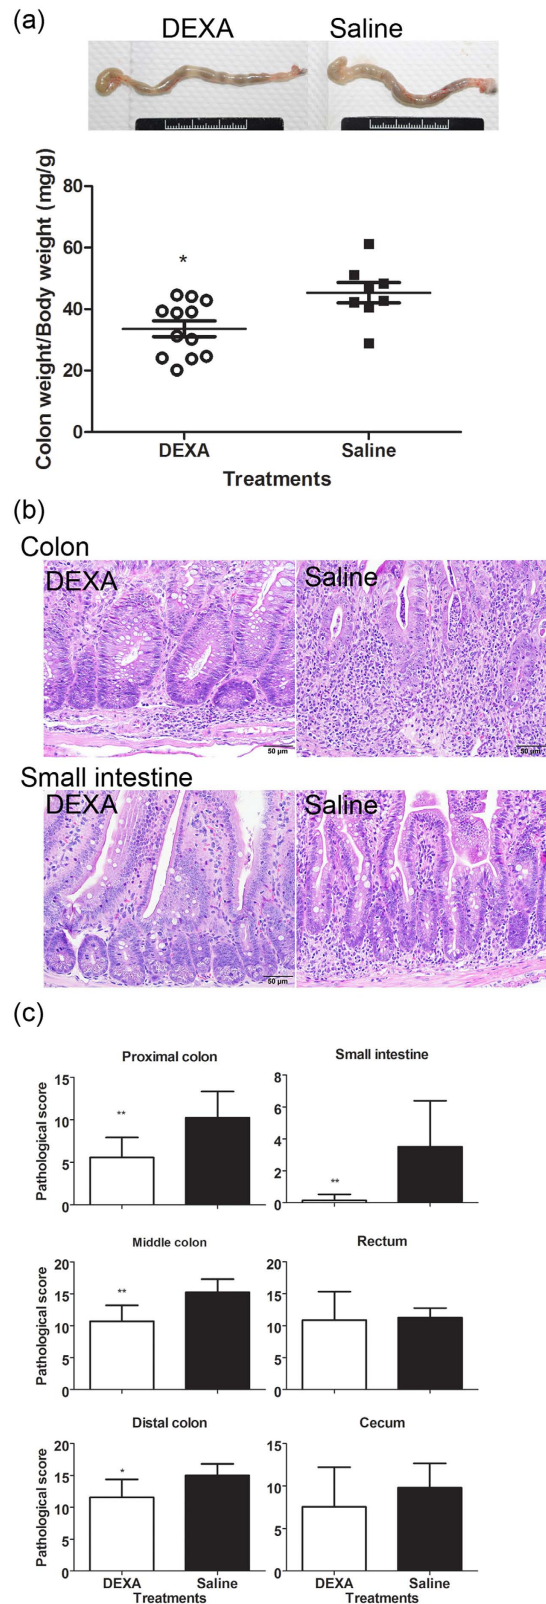 (a)
DEXA Saline
Colon weight/Body weight (mg/g)
80
60
40
20
0
*
DEXA Saline
Treatments
(b)
Colon
DEXA Saline
50 µm 50 µm
Small intestine
DEXA Saline
50 µm
(c)
Proximal colon Small intestine
Pathological score
15
10
5
0
**
8
6
4
2
0
**
Middle colon Rectum
Pathological score
20
15
10
5
0
**
20
15
10
5
0
Distal colon Cecum
Pathological score
20
15
10
5
0
*
15
10
5
0
DEXA Saline DEXA Saline
Treatments Treatments